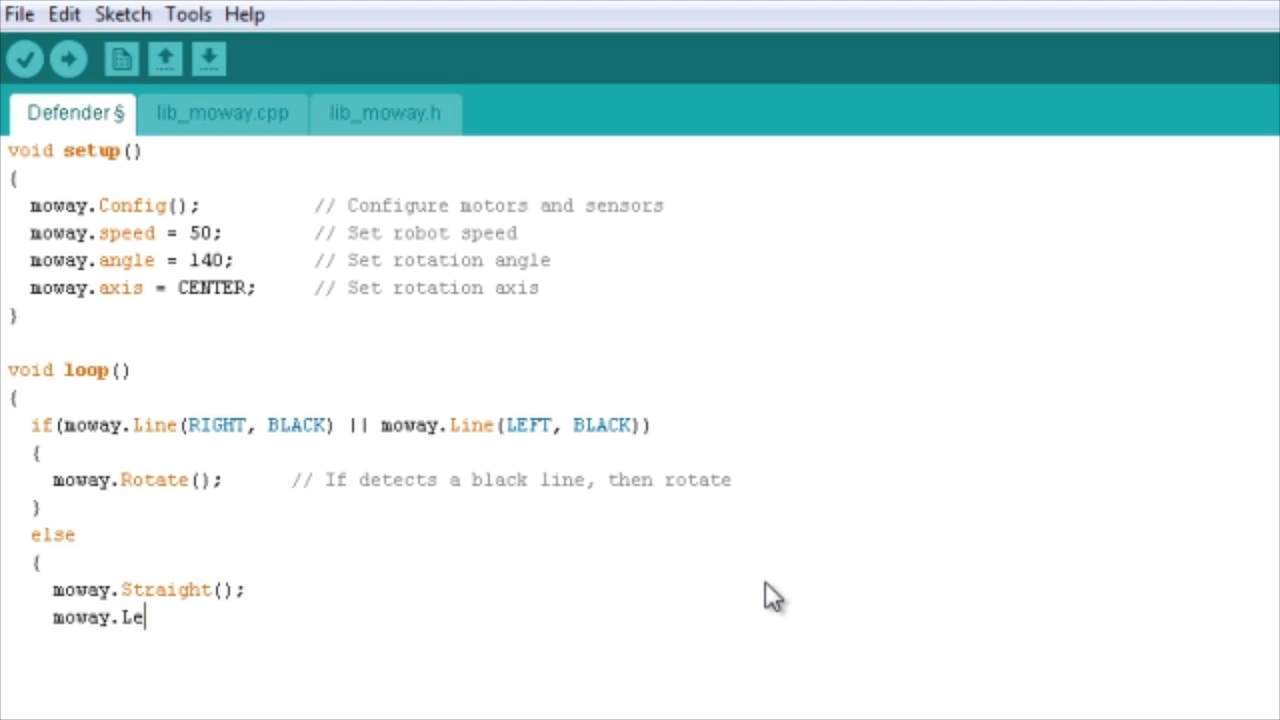 File Edit Sketch Tools Help
Defender § lib_moway.cpp lib_moway.h
void setup()
{
  moway.Config();          // Configure motors and sensors
  moway.speed = 50;        // Set robot speed
  moway.angle = 140;       // Set rotation angle
  moway.axis = CENTER;     // Set rotation axis
}
void loop()
{
  if(moway.Line(RIGHT, BLACK) || moway.Line(LEFT, BLACK))
  {
    moway.Rotate();      // If detects a black line, then rotate
  }
  else
  {
    moway.Straight();
    moway.Le